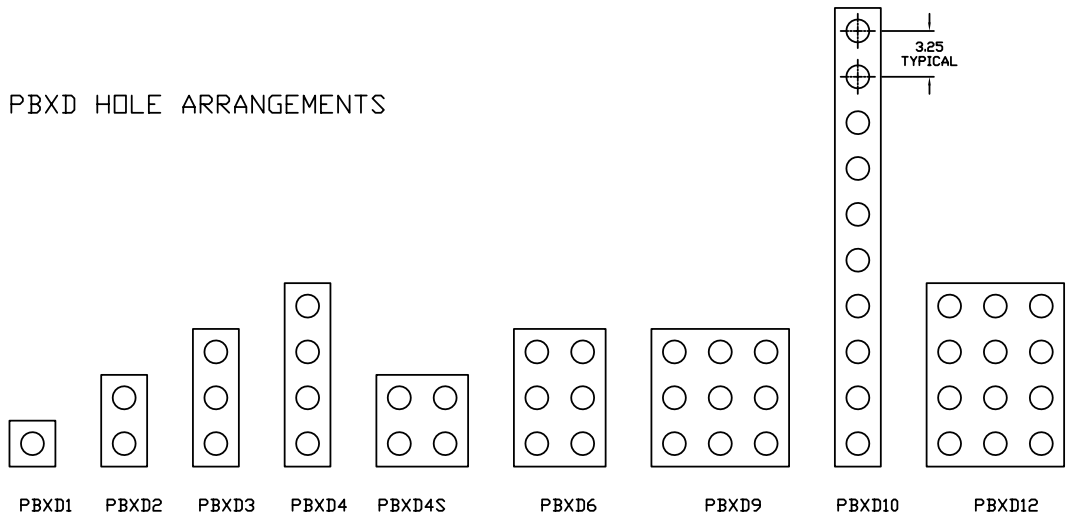 3.25
TYPICAL
PBXD HOLE ARRANGEMENTS
PBXD1 PBXD2 PBXD3 PBXD4 PBXD4S PBXD6 PBXD9 PBXD10 PBXD12